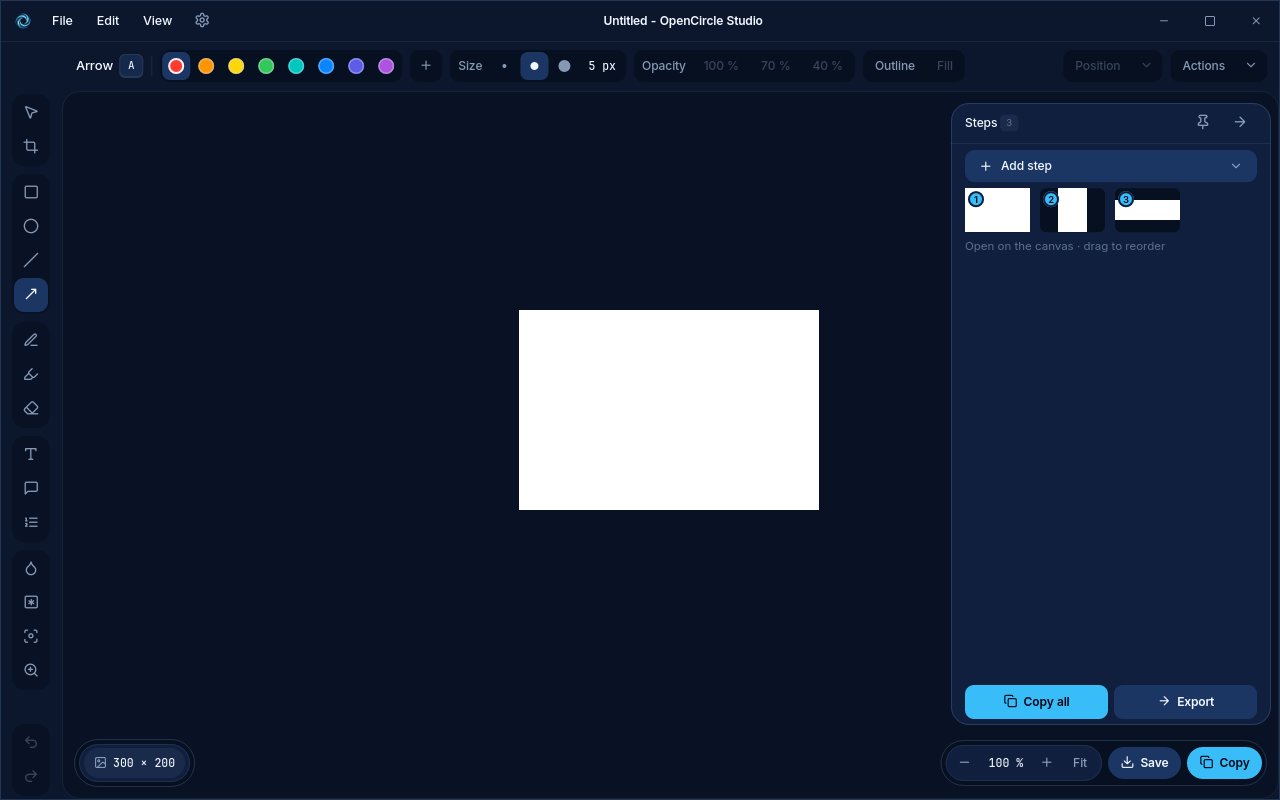 File Edit View Untitled - OpenCircle Studio
Arrow A Size 5 px Opacity 100 % 70 % 40 % Outline Fill Position Actions
Steps 3
Add step
1 2 3
Open on the canvas · drag to reorder
Copy all Export
300 × 200 100 % Fit Save Copy